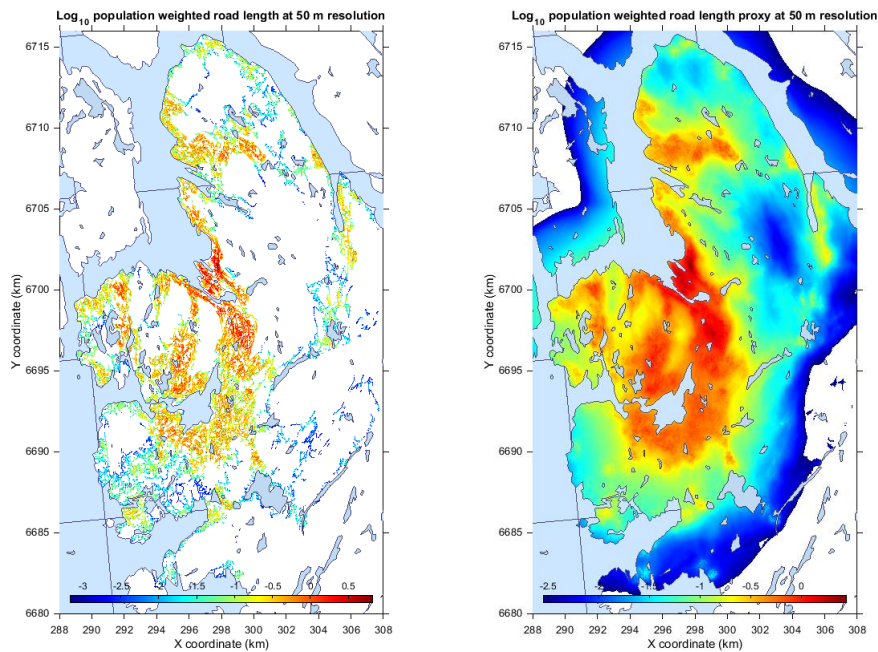 Log10 population weighted road length at 50 m resolution
6715
6710
6705
6700
6695
6690
6685
6680
Y coordinate (km)
-3 -2.5 -2 -1.5 -1 -0.5 0 0.5
288 290 292 294 296 298 300 302 304 306 308
X coordinate (km)
Log10 population weighted road length proxy at 50 m resolution
6715
6710
6705
6700
6695
6690
6685
6680
Y coordinate (km)
-2.5 -2 -1.5 -1 -0.5 0
288 290 292 294 296 298 300 302 304 306 308
X coordinate (km)